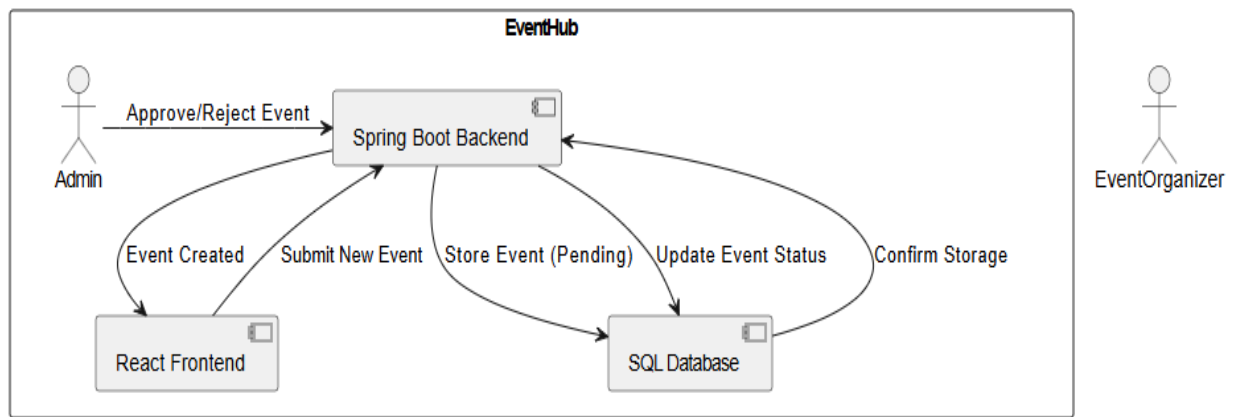 EventHub
Approve/Reject Event
Spring Boot Backend
Admin
EventOrganizer
Event Created
Submit New Event
Store Event (Pending)
Update Event Status
Confirm Storage
React Frontend
SQL Database